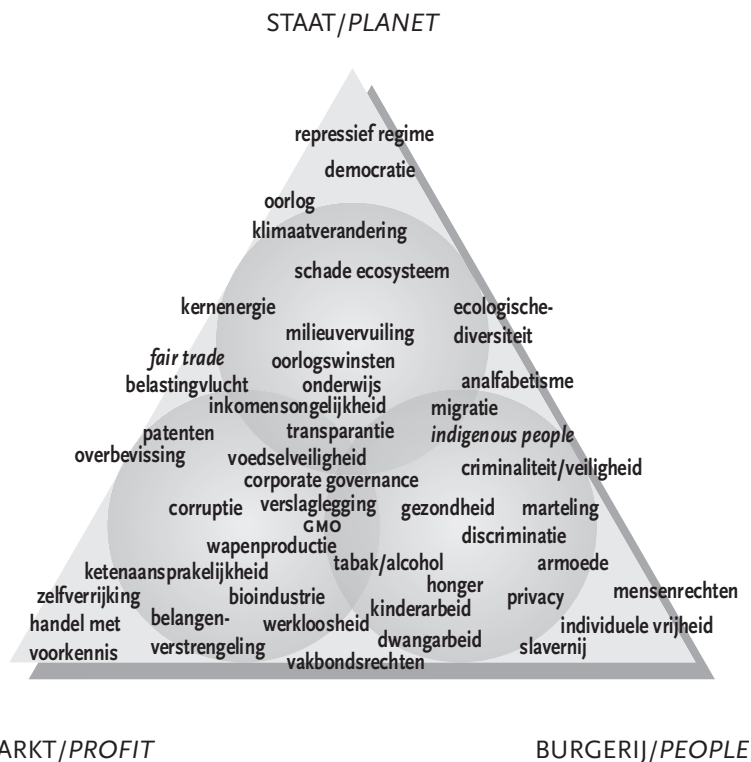 STAAT/PLANET
repressief regime
democratie
oorlog
klimaatverandering
schade ecosysteem
kernenergie
ecologische-
diversiteit
milieuvervuiling
fair trade
oorlogswinsten
belastingvlucht
onderwijs
analfabetisme
inkomensongelijkheid
migratie
patenten
transparantie
indigenous people
overbevissing
voedselveiligheid
criminaliteit/veiligheid
corporate governance
corruptie
verslaglegging
gezondheid
marteling
GMO
discriminatie
wapenproductie
tabak/alcohol
armoede
ketenaansprakelijkheid
honger
mensenrechten
zelfverrijking
bioindustrie
kinderarbeid
privacy
handel met
voorkennis
belangen-
verstrengeling
werkloosheid
individuele vrijheid
dwangarbeid
slavernij
vakbondsrechten
ARKT/PROFIT
BURGERIJ/PEOPLE